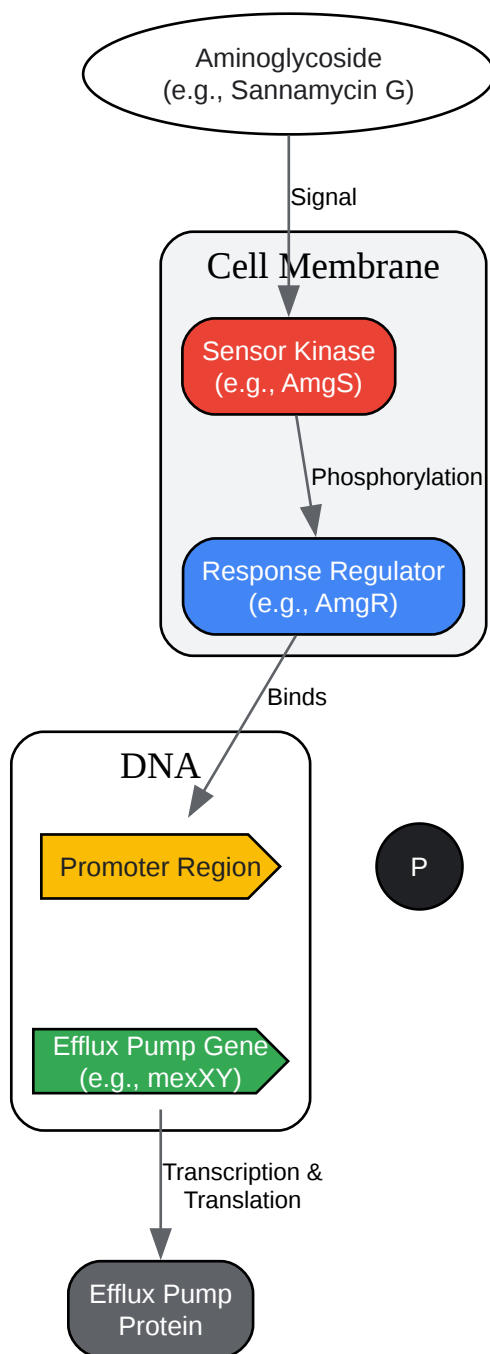 Aminoglycoside
(e.g., Sannamycin G)
Signal
Cell Membrane
Sensor Kinase
(e.g., AmgS)
Phosphorylation
Response Regulator
(e.g., AmgR)
Binds
DNA
Promoter Region
P
Efflux Pump Gene
(e.g., mexXY)
Transcription &
Translation
Efflux Pump
Protein